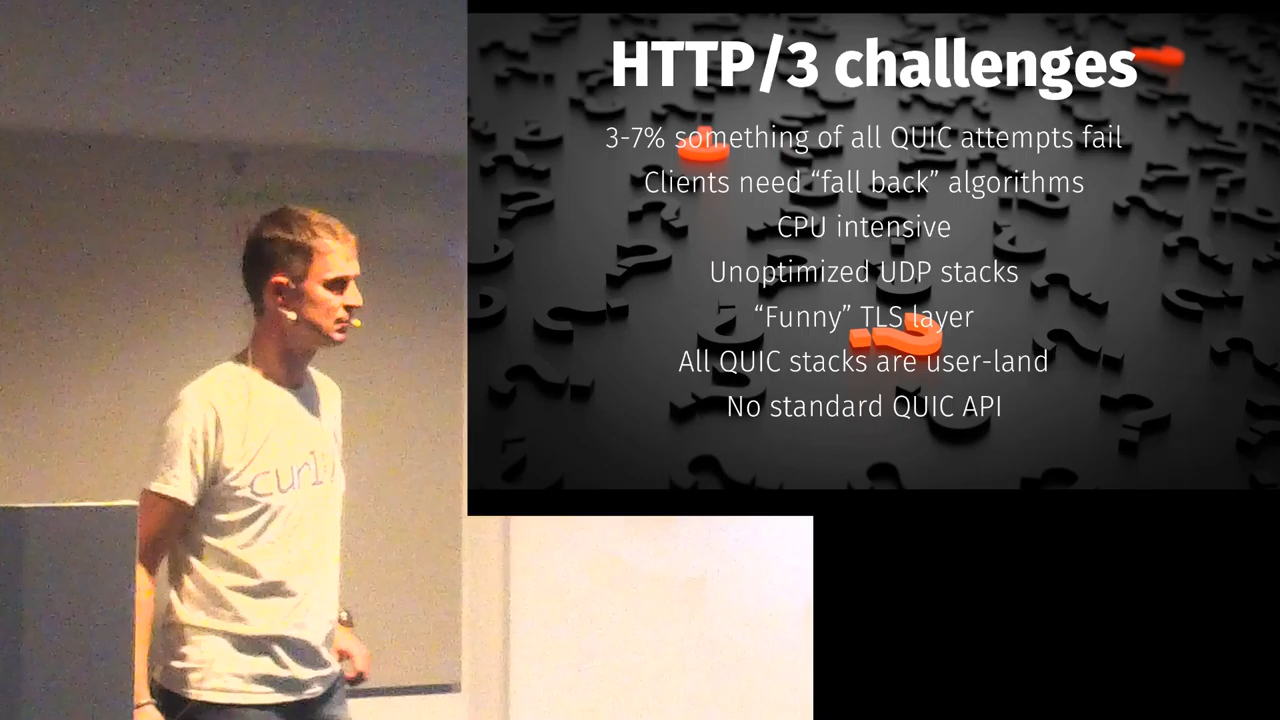 HTTP/3 challenges
3-7% something of all QUIC attempts fail
Clients need “fall back” algorithms
CPU intensive
Unoptimized UDP stacks
“Funny” TLS layer
All QUIC stacks are user-land
No standard QUIC API
curl